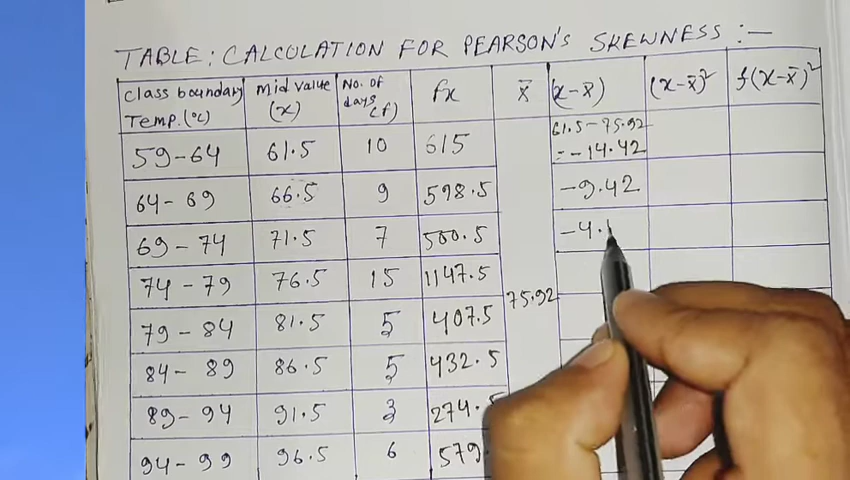 TABLE: CALCULATION FOR PEARSON'S SKEWNESS :—
Class boundary Temp.(°C) Mid value (x) No. of days (f) fx x̄ (x-x̄) (x-x̄)² f(x-x̄)²
59-64 61.5 10 615 61.5-75.92 =-14.42
64-69 66.5 9 598.5 -9.42
69-74 71.5 7 500.5 -4.
74-79 76.5 15 1147.5
75.92
79-84 81.5 5 407.5
84-89 86.5 5 432.5
89-94 91.5 3 274.5
94-99 96.5 6 579